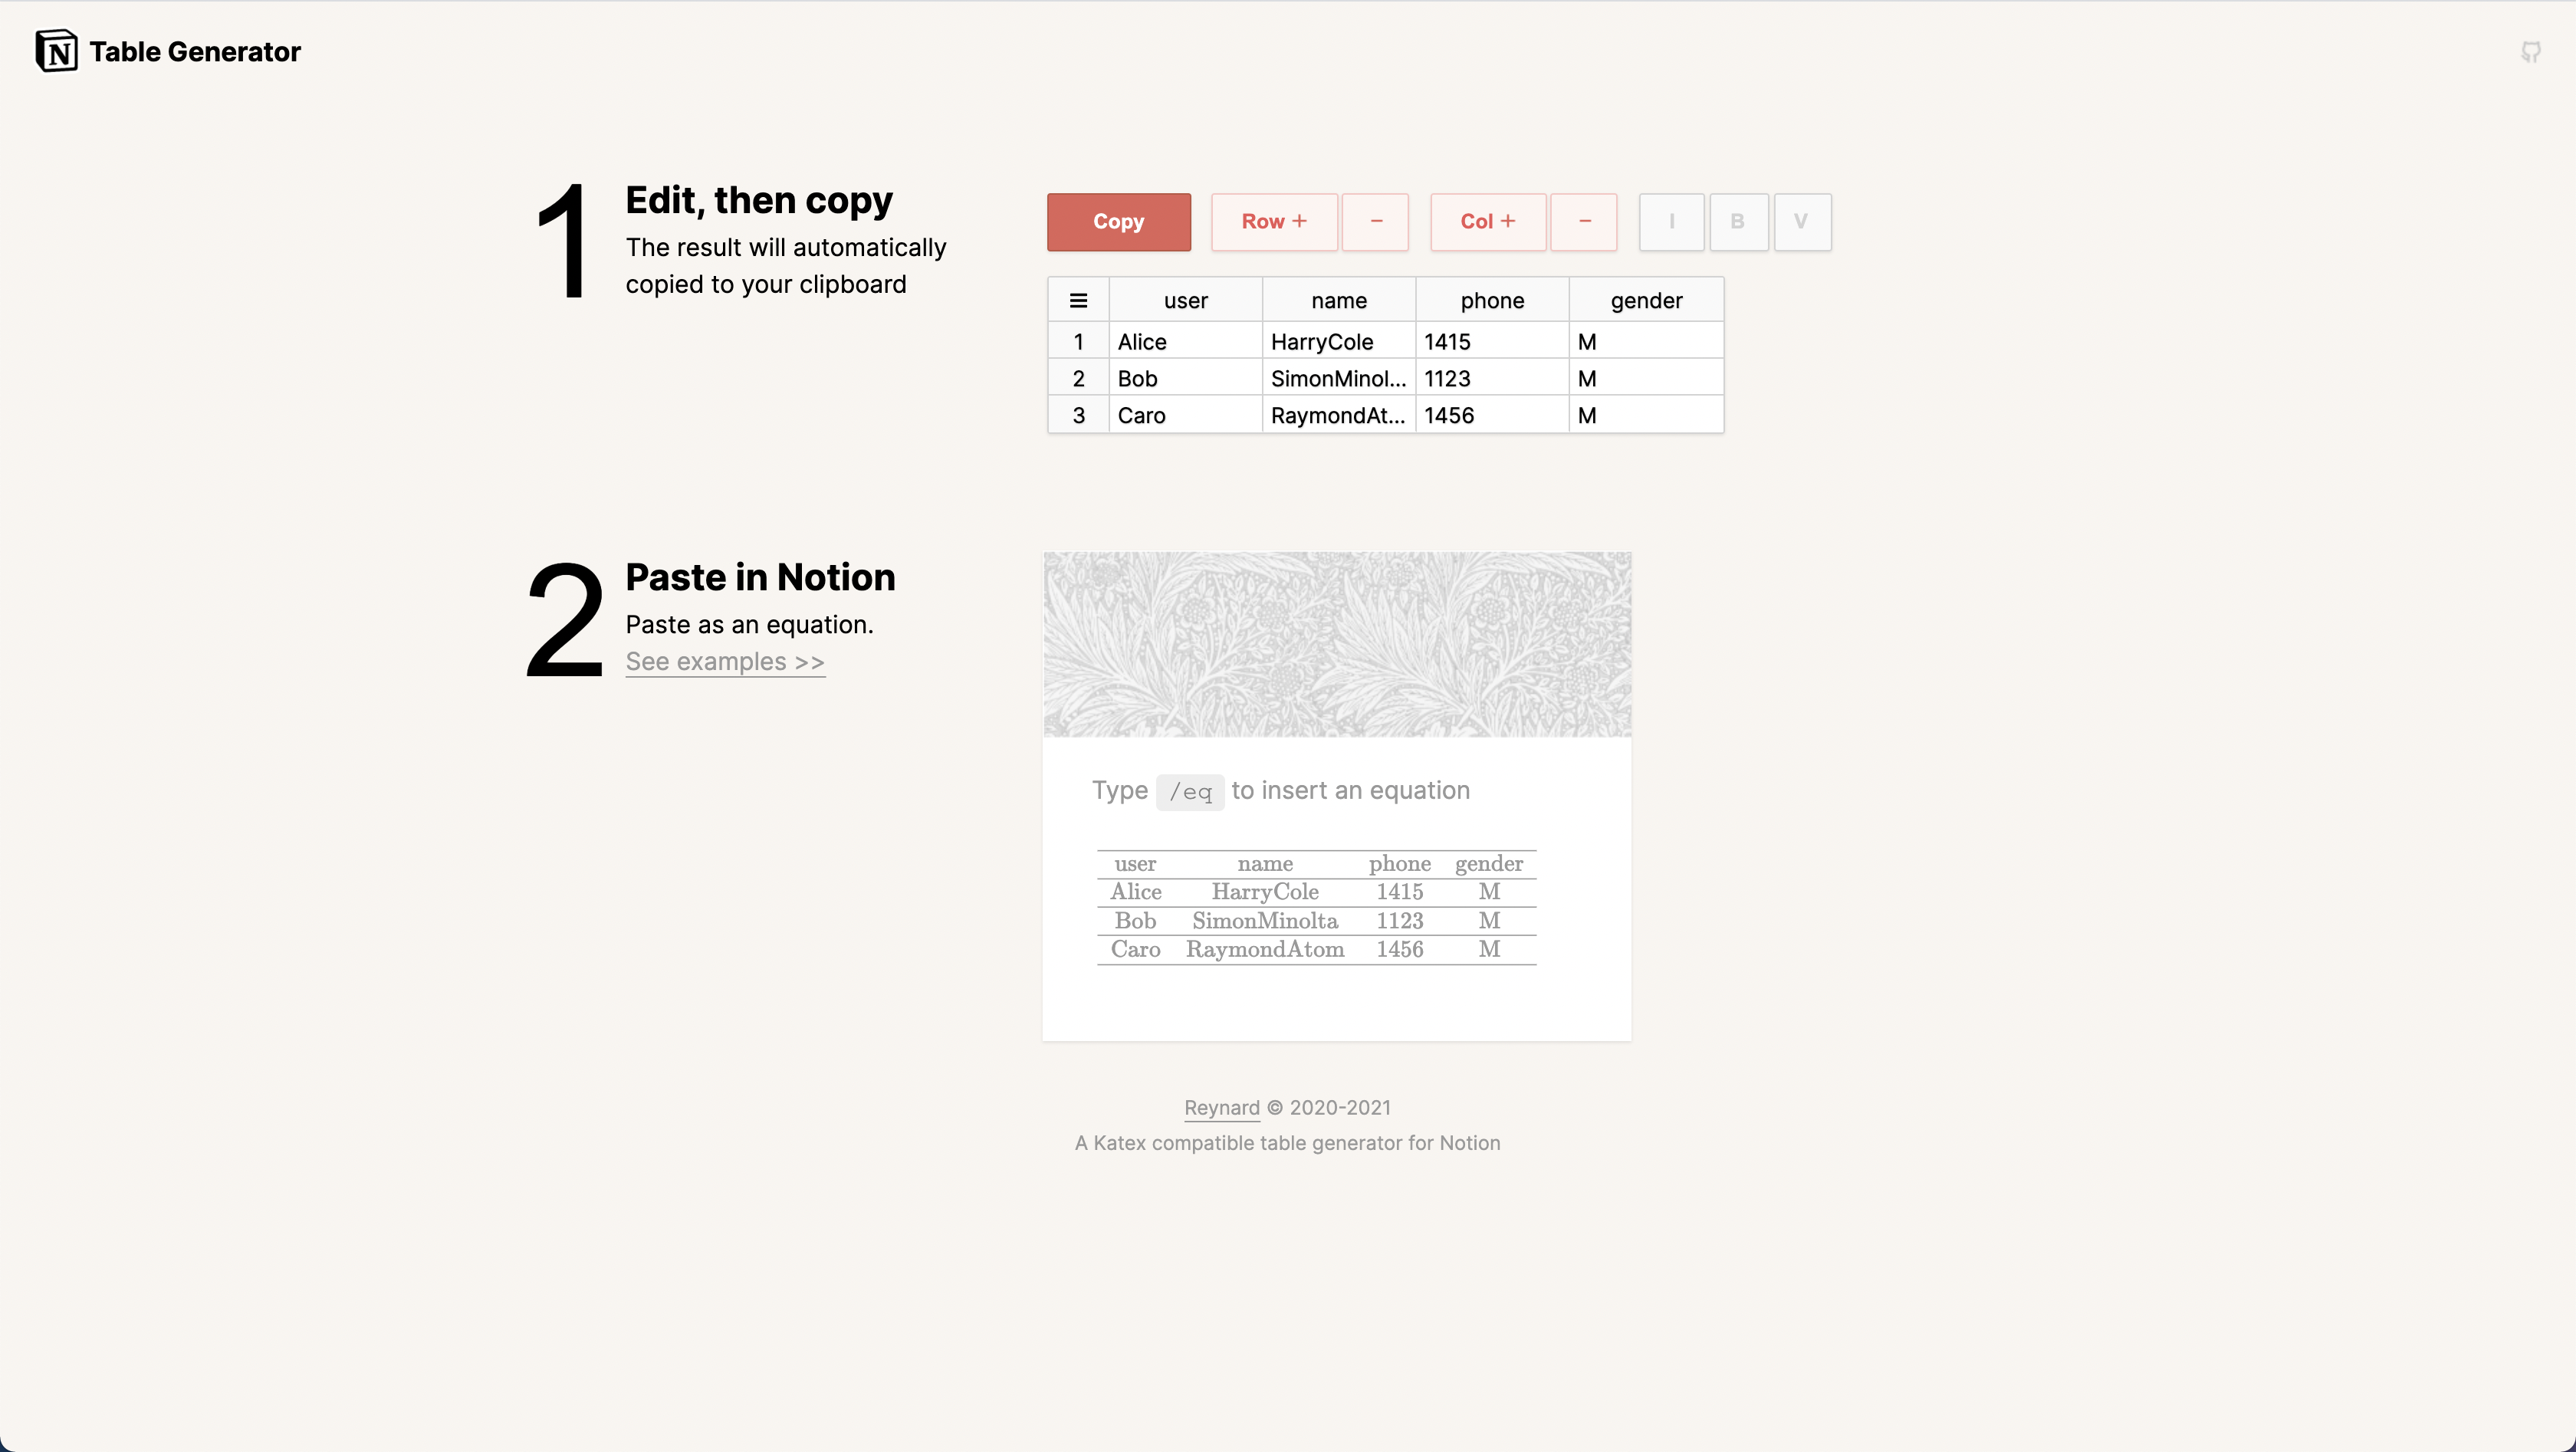 N Table Generator
1
Edit, then copy
The result will automatically
copied to your clipboard
Copy Row + − Col + − I B V
user name phone gender
1 Alice HarryCole 1415 M
2 Bob SimonMinol... 1123 M
3 Caro RaymondAt... 1456 M
2
Paste in Notion
Paste as an equation.
See examples >>
Type /eq to insert an equation
user name phone gender
Alice HarryCole 1415 M
Bob SimonMinolta 1123 M
Caro RaymondAtom 1456 M
Reynard © 2020-2021
A Katex compatible table generator for Notion